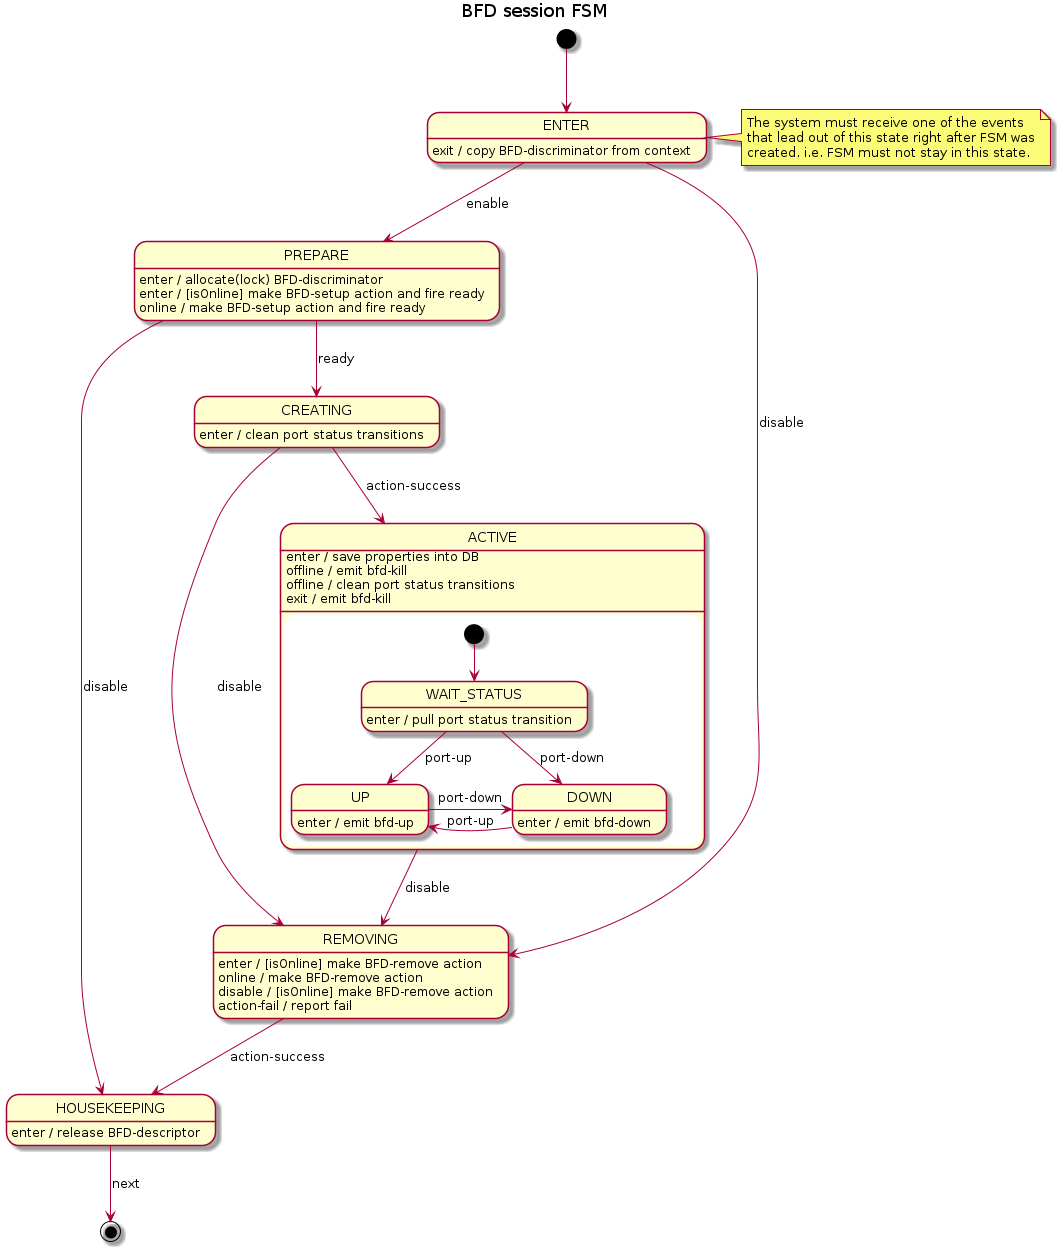 BFD session FSM
ENTER
exit / copy BFD-discriminator from context
The system must receive one of the events
that lead out of this state right after FSM was
created. i.e. FSM must not stay in this state.
enable
PREPARE
enter / allocate(lock) BFD-discriminator
enter / [isOnline] make BFD-setup action and fire ready
online / make BFD-setup action and fire ready
ready
CREATING
enter / clean port status transitions
disable
action-success
ACTIVE
enter / save properties into DB
offline / emit bfd-kill
offline / clean port status transitions
exit / emit bfd-kill
WAIT_STATUS
enter / pull port status transition
disable
disable
port-up
port-down
UP
enter / emit bfd-up
port-down
port-up
DOWN
enter / emit bfd-down
disable
REMOVING
enter / [isOnline] make BFD-remove action
online / make BFD-remove action
disable / [isOnline] make BFD-remove action
action-fail / report fail
action-success
HOUSEKEEPING
enter / release BFD-descriptor
next